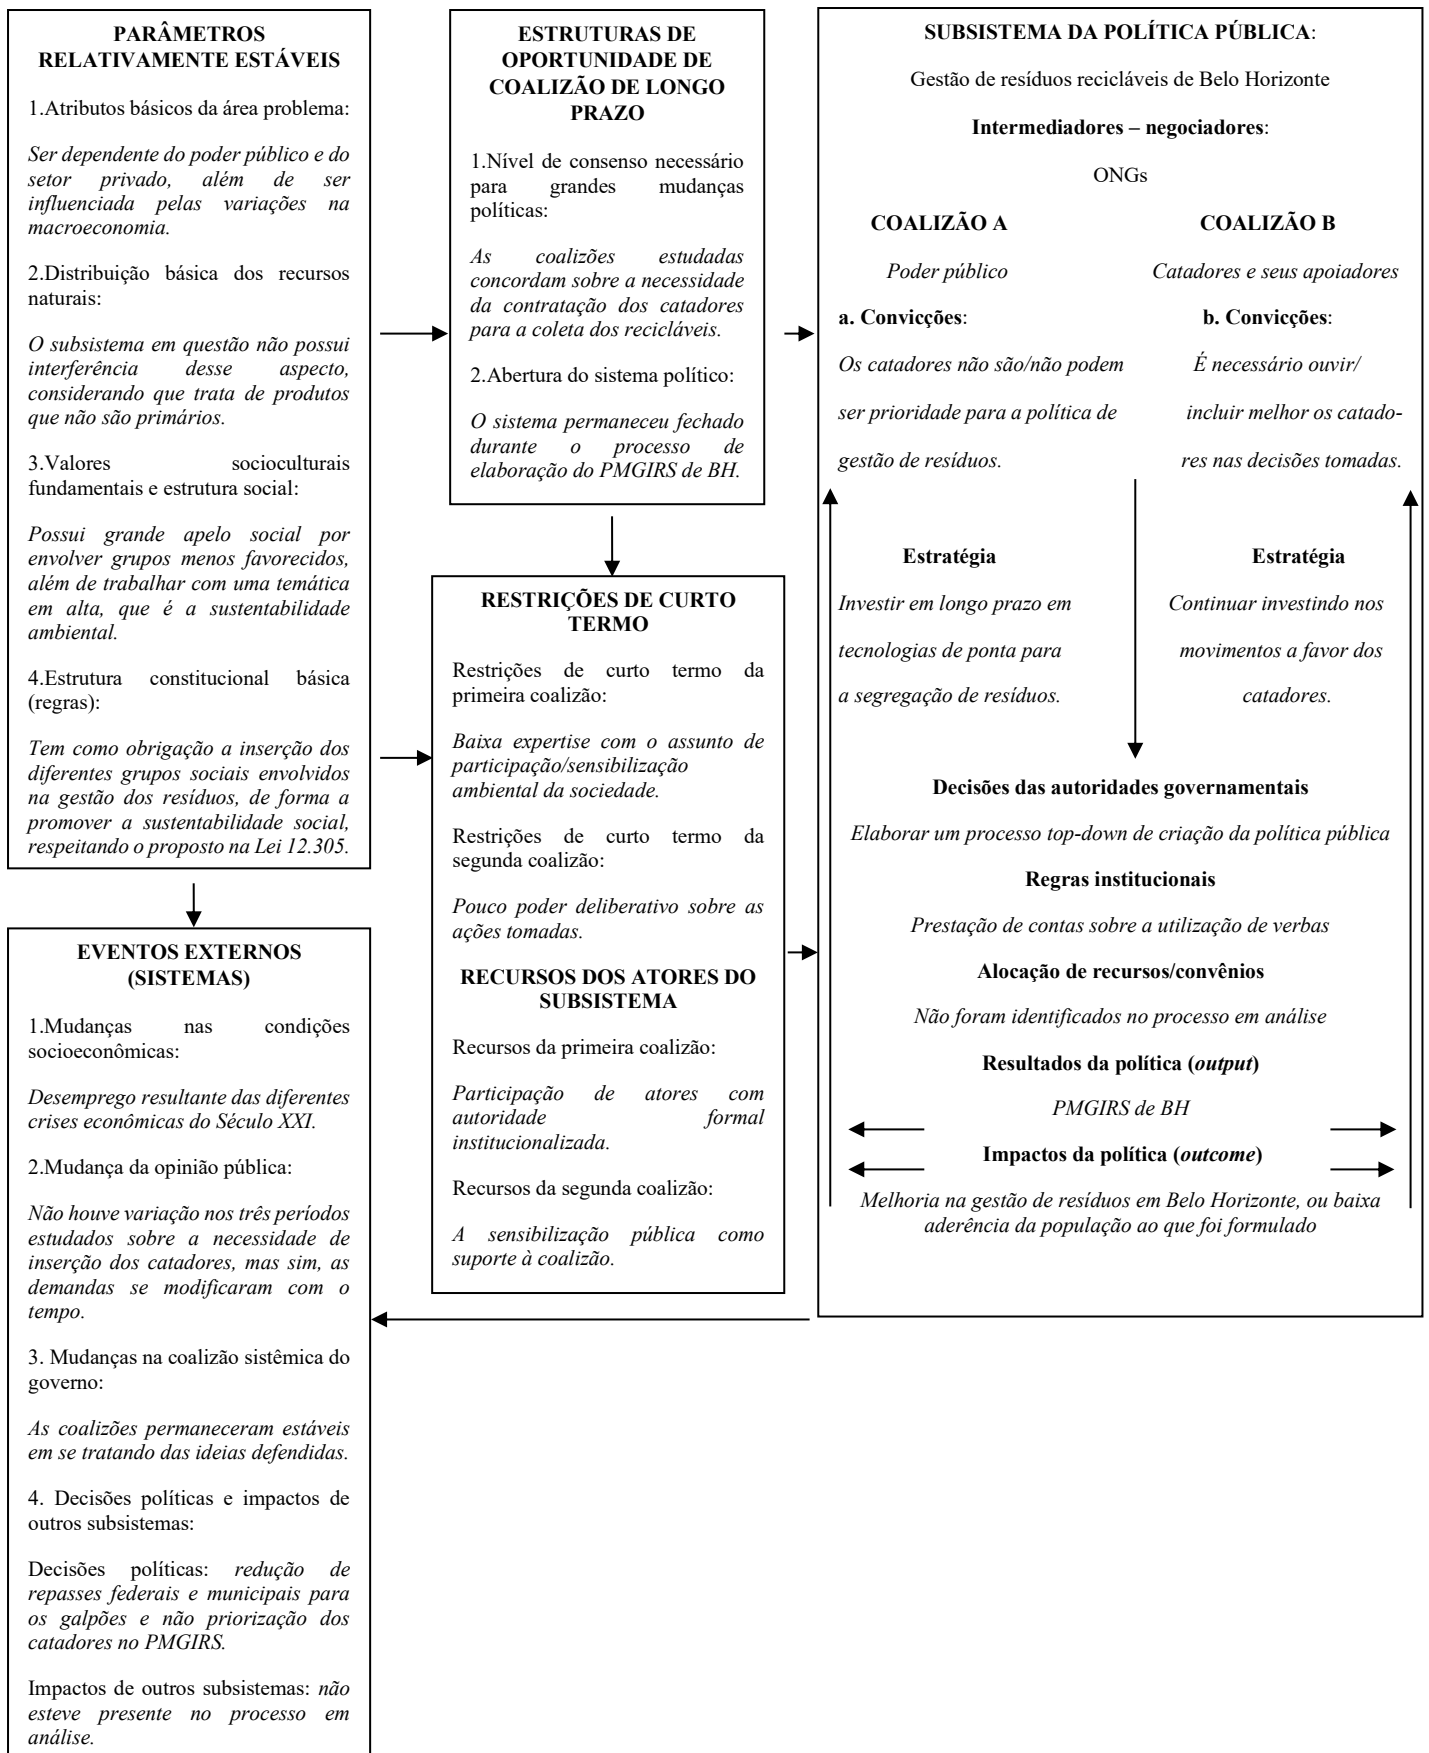 PARÂMETROS
RELATIVAMENTE ESTÁVEIS
1.Atributos básicos da área problema:
Ser dependente do poder público e do
setor privado, além de ser
influenciada pelas variações na
macroeconomia.
2.Distribuição básica dos recursos
naturais:
O subsistema em questão não possui
interferência desse aspecto,
considerando que trata de produtos
que não são primários.
3.Valores socioculturais
fundamentais e estrutura social:
Possui grande apelo social por
envolver grupos menos favorecidos,
além de trabalhar com uma temática
em alta, que é a sustentabilidade
ambiental.
4.Estrutura constitucional básica
(regras):
Tem como obrigação a inserção dos
diferentes grupos sociais envolvidos
na gestão dos resíduos, de forma a
promover a sustentabilidade social,
respeitando o proposto na Lei 12.305.
EVENTOS EXTERNOS
(SISTEMAS)
1.Mudanças nas condições
socioeconômicas:
Desemprego resultante das diferentes
crises econômicas do Século XXI.
2.Mudança da opinião pública:
Não houve variação nos três períodos
estudados sobre a necessidade de
inserção dos catadores, mas sim, as
demandas se modificaram com o
tempo.
3. Mudanças na coalizão sistêmica do
governo:
As coalizões permaneceram estáveis
em se tratando das ideias defendidas.
4. Decisões políticas e impactos de
outros subsistemas:
Decisões políticas: redução de
repasses federais e municipais para
os galpões e não priorização dos
catadores no PMGIRS.
Impactos de outros subsistemas: não
esteve presente no processo em
análise.
ESTRUTURAS DE
OPORTUNIDADE DE
COALIZÃO DE LONGO
PRAZO
1.Nível de consenso necessário
para grandes mudanças
políticas:
As coalizões estudadas
concordam sobre a necessidade
da contratação dos catadores
para a coleta dos recicláveis.
2.Abertura do sistema político:
O sistema permaneceu fechado
durante o processo de
elaboração do PMGIRS de BH.
RESTRIÇÕES DE CURTO
TERMO
Restrições de curto termo da
primeira coalizão:
Baixa expertise com o assunto de
participação/sensibilização
ambiental da sociedade.
Restrições de curto termo da
segunda coalizão:
Pouco poder deliberativo sobre as
ações tomadas.
RECURSOS DOS ATORES DO
SUBSISTEMA
Recursos da primeira coalizão:
Participação de atores com
autoridade formal
institucionalizada.
Recursos da segunda coalizão:
A sensibilização pública como
suporte à coalizão.
SUBSISTEMA DA POLÍTICA PÚBLICA:
Gestão de resíduos recicláveis de Belo Horizonte
Intermediadores – negociadores:
ONGs
COALIZÃO A COALIZÃO B
Poder público Catadores e seus apoiadores
a. Convicções: b. Convicções:
Os catadores não são/não podem É necessário ouvir/
ser prioridade para a política de incluir melhor os catado-
gestão de resíduos. res nas decisões tomadas.
Estratégia Estratégia
Investir em longo prazo em Continuar investindo nos
tecnologias de ponta para movimentos a favor dos
a segregação de resíduos. catadores.
Decisões das autoridades governamentais
Elaborar um processo top-down de criação da política pública
Regras institucionais
Prestação de contas sobre a utilização de verbas
Alocação de recursos/convênios
Não foram identificados no processo em análise
Resultados da política (output)
PMGIRS de BH
Impactos da política (outcome)
Melhoria na gestão de resíduos em Belo Horizonte, ou baixa
aderência da população ao que foi formulado